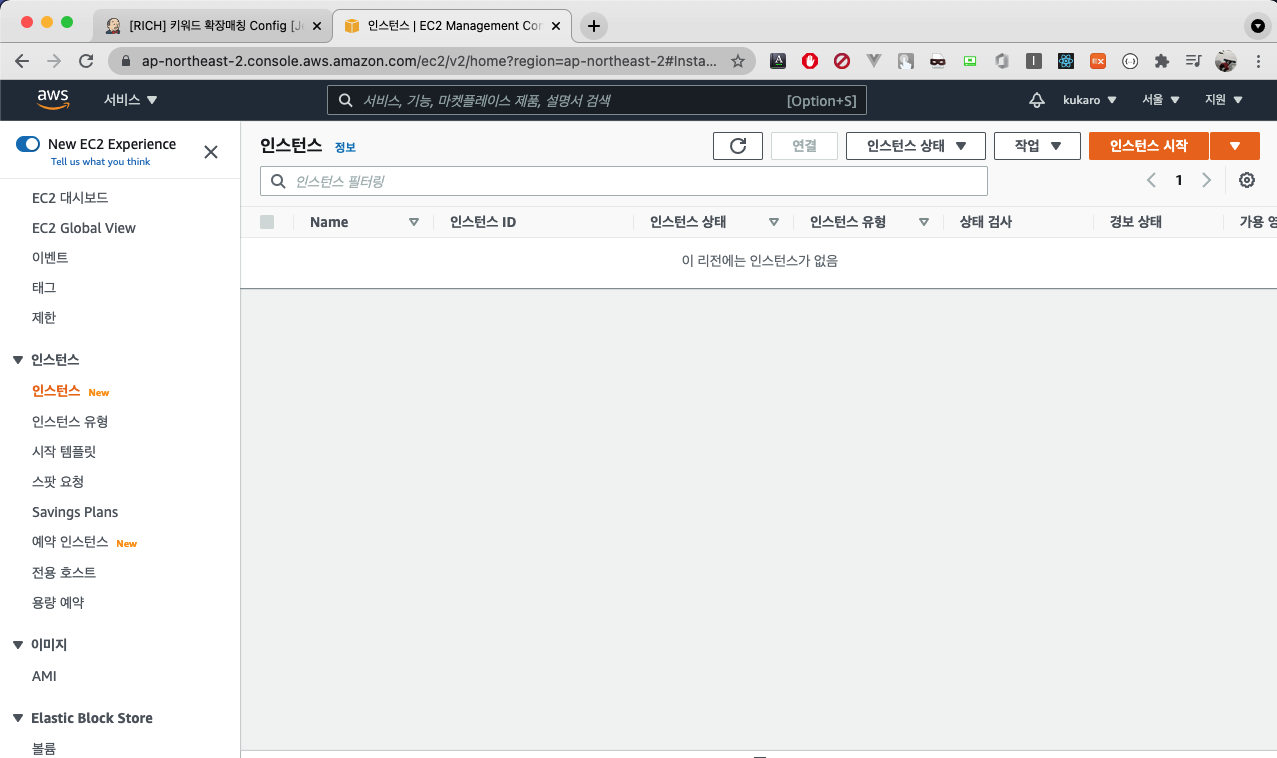 [RICH] 키워드 확장매칭 Config [Je
인스턴스 | EC2 Management Con
ap-northeast-2.console.aws.amazon.com/ec2/v2/home?region=ap-northeast-2#Insta...
aws
서비스
서비스, 기능, 마켓플레이스 제품, 설명서 검색
[Option+S]
kukaro
서울
지원
New EC2 Experience
Tell us what you think
EC2 대시보드
EC2 Global View
이벤트
태그
제한
인스턴스
인스턴스 New
인스턴스 유형
시작 템플릿
스팟 요청
Savings Plans
예약 인스턴스 New
전용 호스트
용량 예약
이미지
AMI
Elastic Block Store
볼륨
인스턴스 정보
연결
인스턴스 상태
작업
인스턴스 시작
인스턴스 필터링
1
Name
인스턴스 ID
인스턴스 상태
인스턴스 유형
상태 검사
경보 상태
가용 영
이 리전에는 인스턴스가 없음